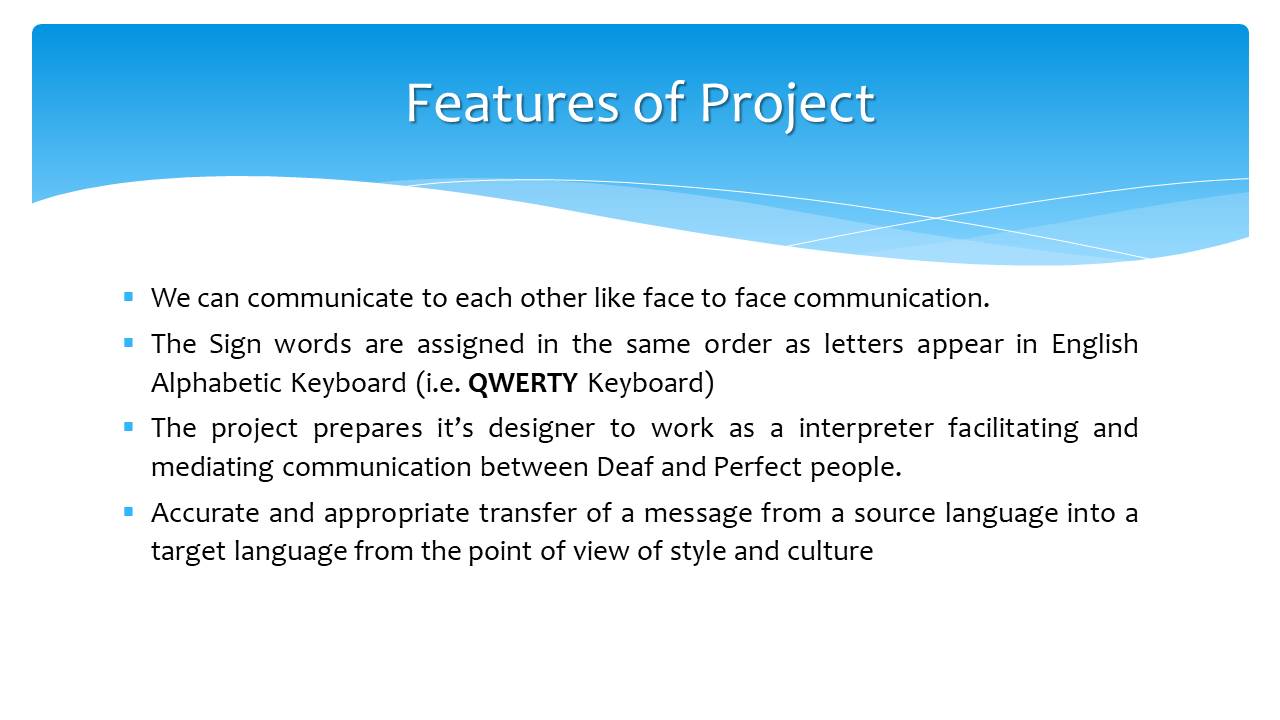 Features of Project
We can communicate to each other like face to face communication.
The Sign words are assigned in the same order as letters appear in English
Alphabetic Keyboard (i.e. QWERTY Keyboard)
The project prepares it’s designer to work as a interpreter facilitating and
mediating communication between Deaf and Perfect people.
Accurate and appropriate transfer of a message from a source language into a
target language from the point of view of style and culture